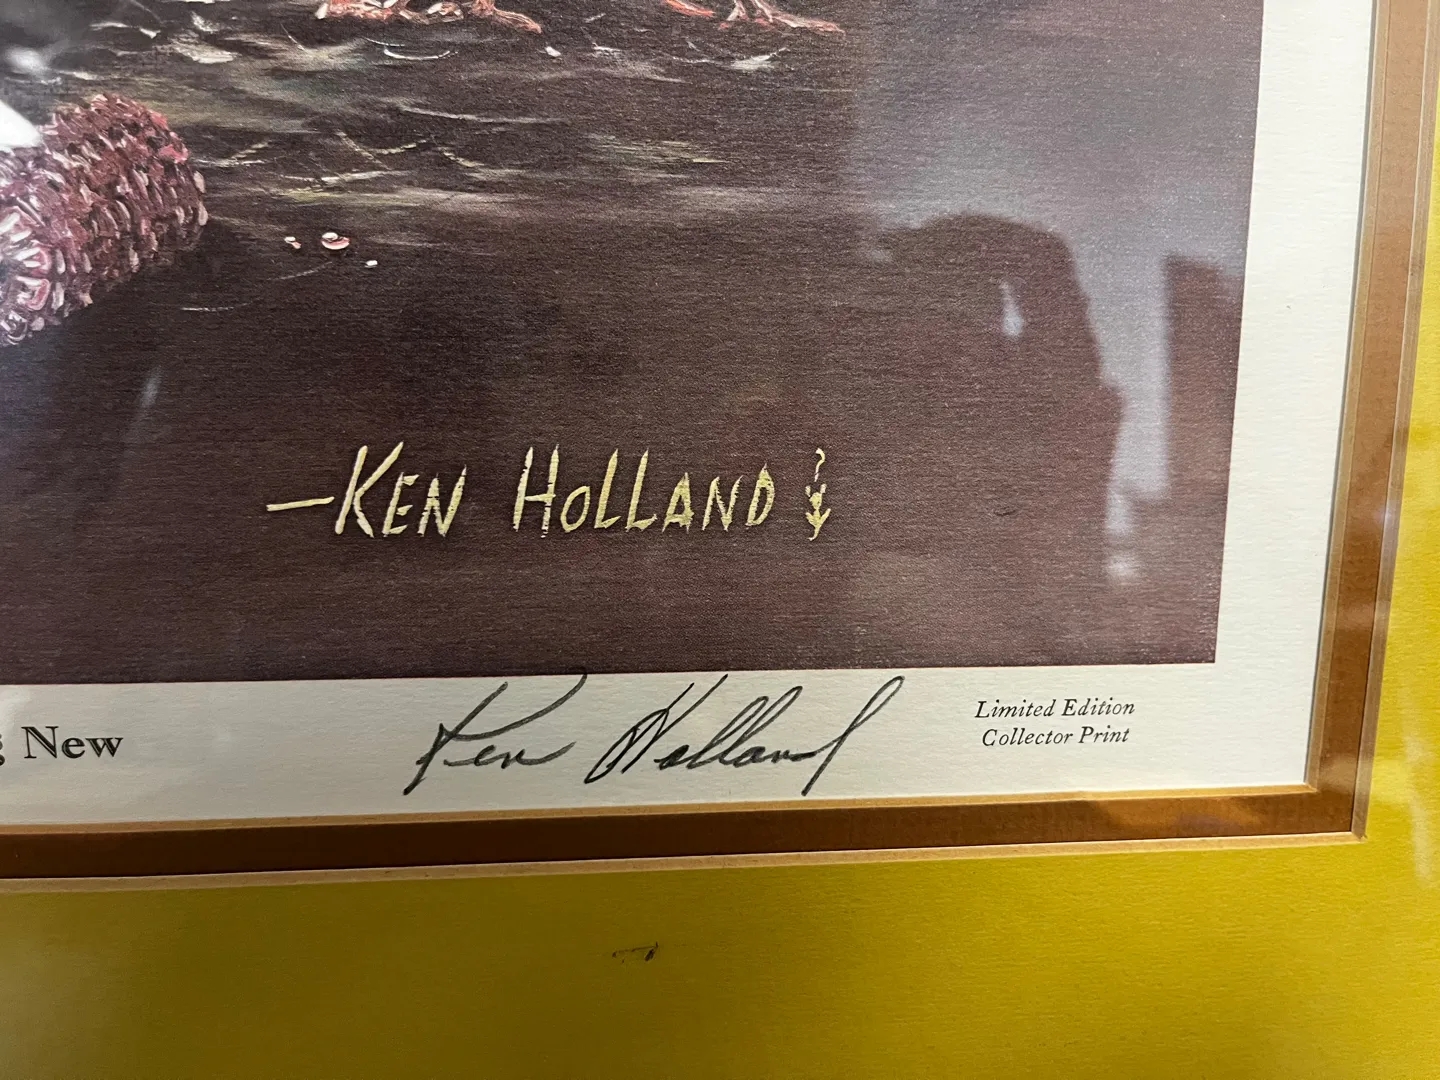 —KEN HOLLAND
New
Ken Holland
Limited Edition
Collector Print